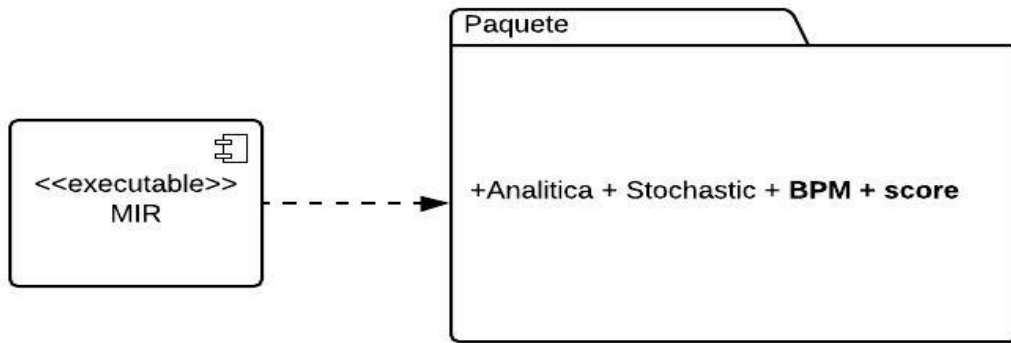 Paquete
<<executable>>
MIR
+Analitica + Stochastic + BPM + score